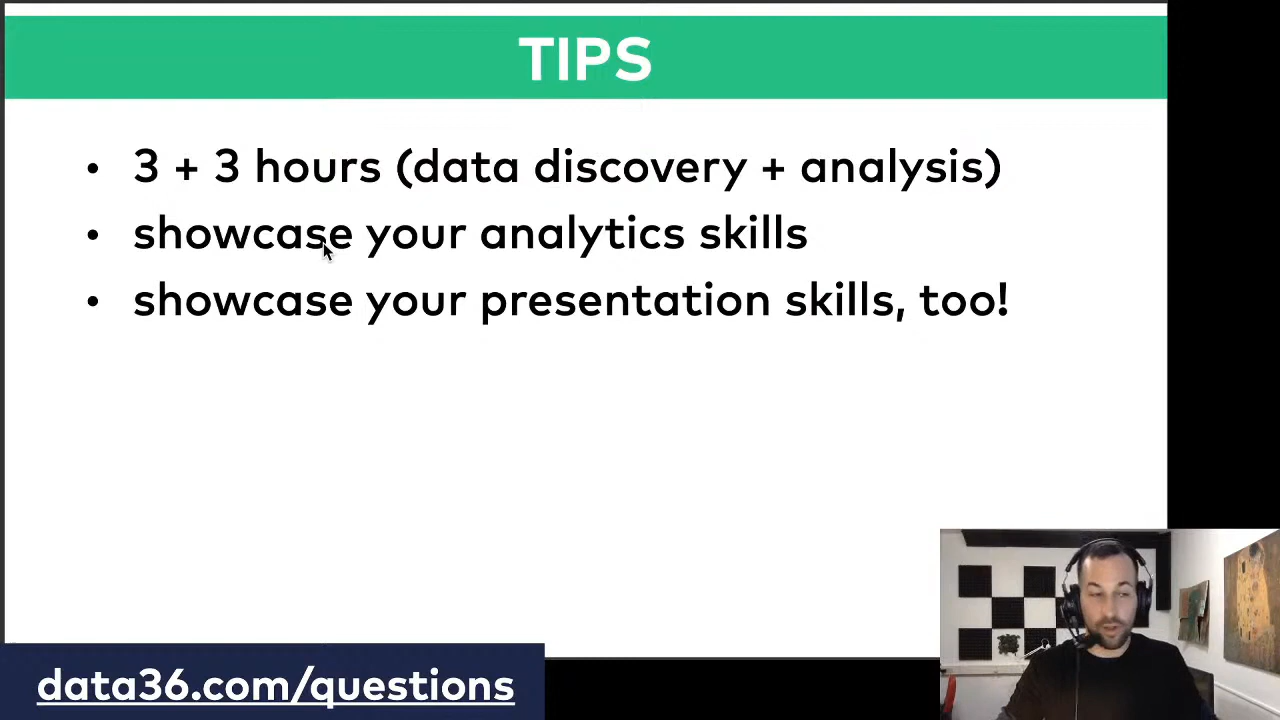 TIPS
• 3 + 3 hours (data discovery + analysis)
• showcase your analytics skills
• showcase your presentation skills, too!
data36.com/questions